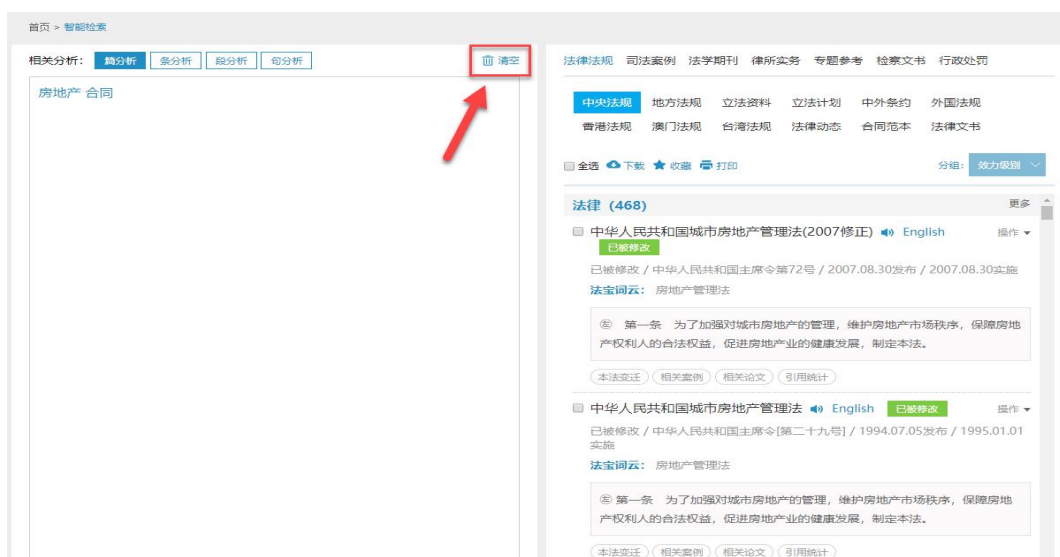 首页 > 智能检索
相关分析： 篇分析 条分析 段分析 句分析 清空
房地产 合同
法律法规 司法案例 法学期刊 律所实务 专题参考 检察文书 行政处罚
中央法规 地方法规 立法资料 立法计划 中外条约 外国法规
香港法规 澳门法规 台湾法规 法律动态 合同范本 法律文书
全选 下载 收藏 打印 分组： 效力级别
法律 (468) 更多
中华人民共和国城市房地产管理法(2007修正) English 操作
已被修改
已被修改 / 中华人民共和国主席令第72号 / 2007.08.30发布 / 2007.08.30实施
法宝词云： 房地产管理法
第一条 为了加强对城市房地产的管理，维护房地产市场秩序，保障房地
产权利人的合法权益，促进房地产业的健康发展，制定本法。
本法变迁 相关案例 相关论文 引用统计
中华人民共和国城市房地产管理法 English 已被修改 操作
已被修改 / 中华人民共和国主席令[第二十九号] / 1994.07.05发布 / 1995.01.01
实施
法宝词云： 房地产管理法
第一条 为了加强对城市房地产的管理，维护房地产市场秩序，保障房地
产权利人的合法权益，促进房地产业的健康发展，制定本法。
本法变迁 相关案例 相关论文 引用统计